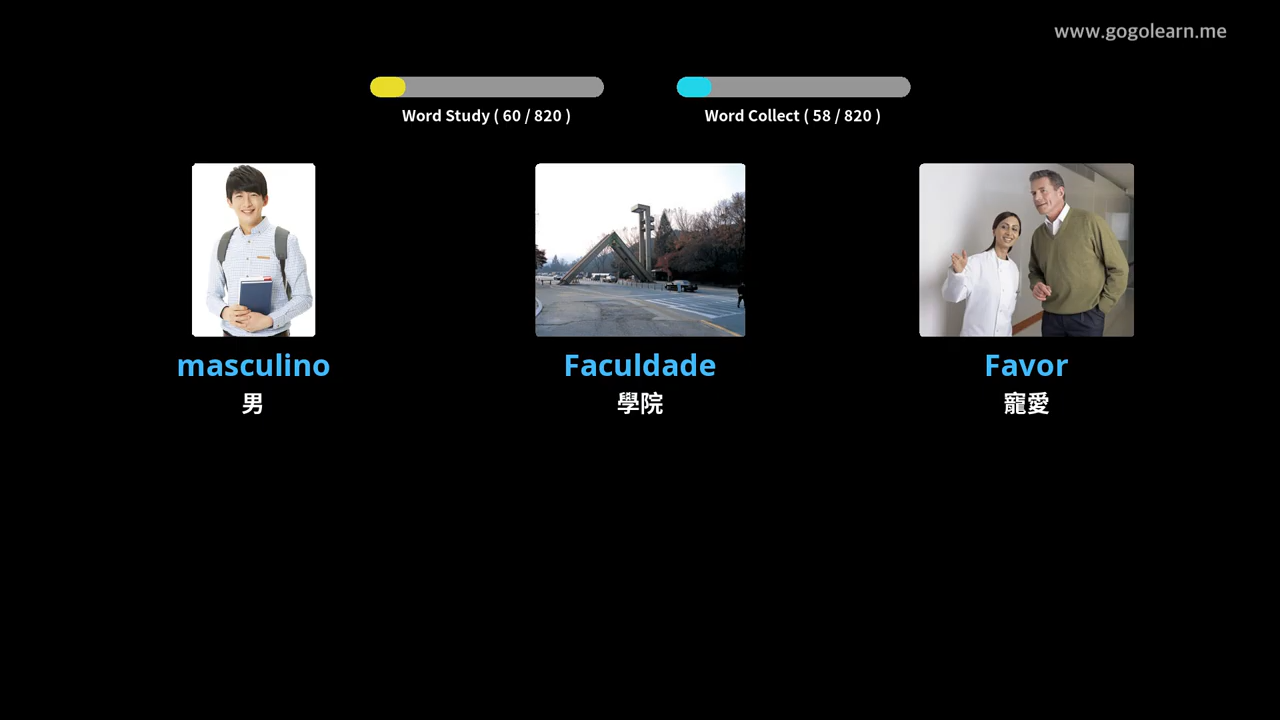 www.gogolearn.me
Word Study ( 60 / 820 )
Word Collect ( 58 / 820 )
masculino
男
Faculdade
學院
Favor
寵愛